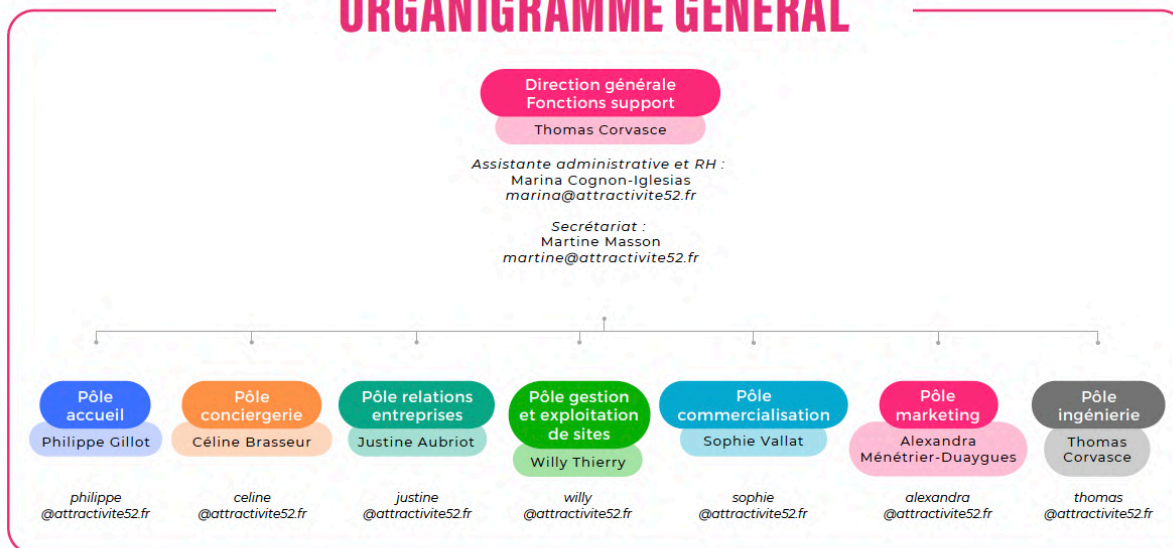 ORGANIGRAMME GÉNÉRAL
Direction générale
Fonctions support
Thomas Corvasce
Assistante administrative et RH :
Marina Cognon-Iglesias
marina@attractivite52.fr
Secrétariat :
Martine Masson
martine@attractivite52.fr
Pôle
accueil
Philippe Gillot
philippe
@attractivite52.fr
Pôle
conciergerie
Céline Brasseur
celine
@attractivite52.fr
Pôle relations
entreprises
Justine Aubriot
justine
@attractivite52.fr
Pôle gestion
et exploitation
de sites
Willy Thierry
willy
@attractivite52.fr
Pôle
commercialisation
Sophie Vallat
sophie
@attractivite52.fr
Pôle
marketing
Alexandra
Ménétrier-Duaygues
alexandra
@attractivite52.fr
Pôle
ingénierie
Thomas
Corvasce
thomas
@attractivite52.fr